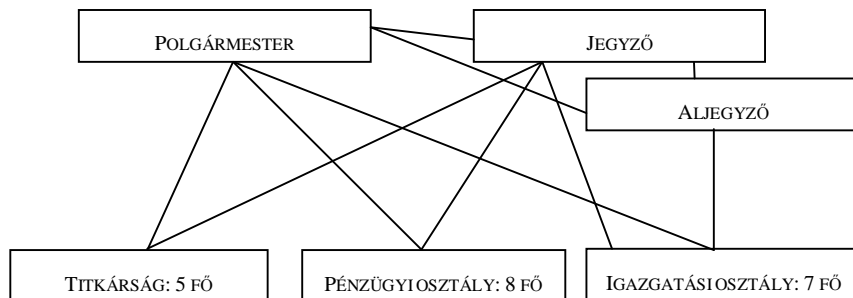 POLGÁRMESTER
JEGYZŐ
ALJEGYZŐ
TITKÁRSÁG: 5 FŐ
PÉNZÜGYI OSZTÁLY: 8 FŐ
IGAZGATÁSI OSZTÁLY: 7 FŐ